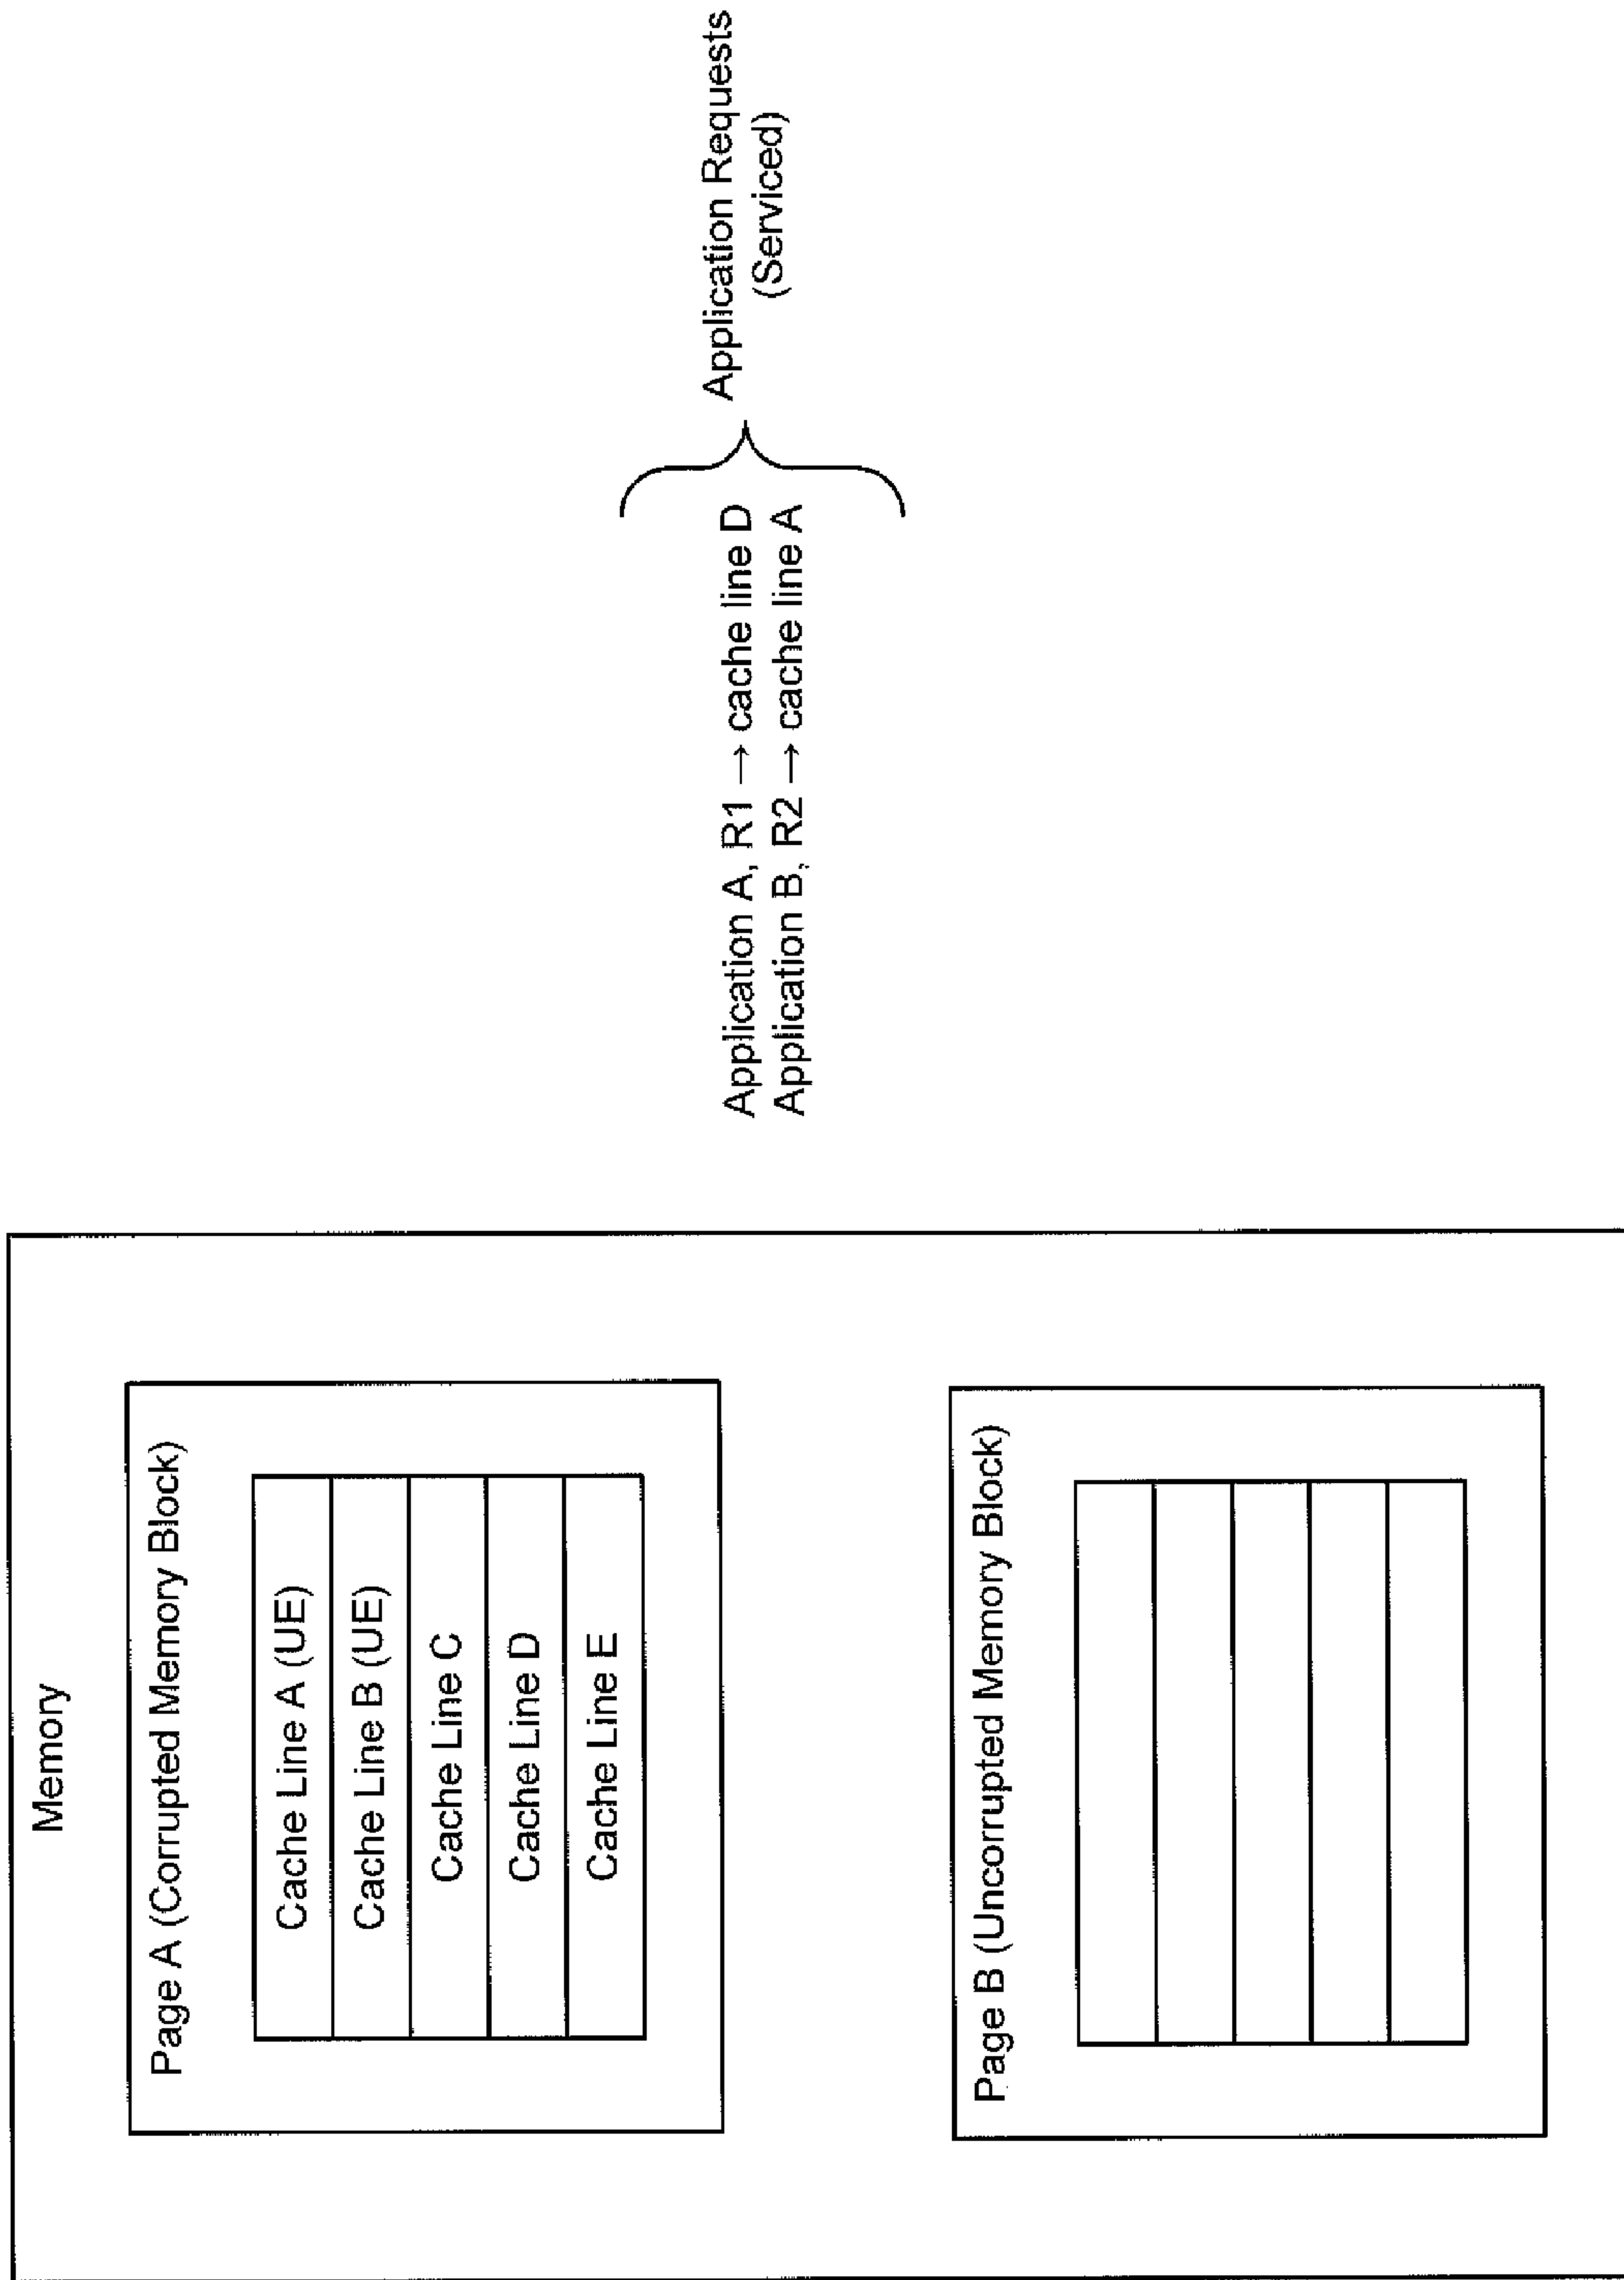 Memory
Page A (Corrupted Memory Block)
Cache Line A (UE)
Cache Line B (UE)
Cache Line C
Cache Line D
Cache Line E
Page B (Uncorrupted Memory Block)
Application A, R1 → cache line D
Application B, R2 → cache line A
Application Requests
(Serviced)